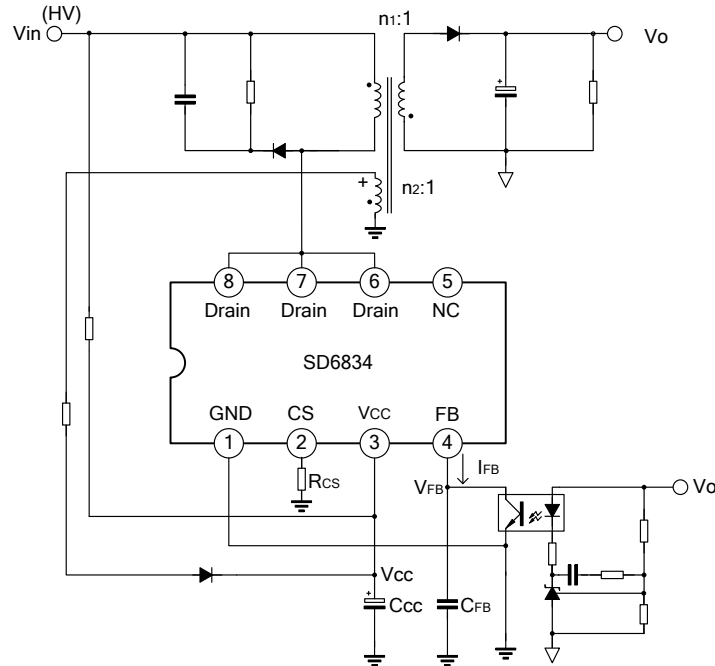 (HV)
Vin
n1:1
Vo
+
+
n2:1
8 7 6 5
Drain Drain Drain NC
SD6834
GND CS VCC FB
1 2 3 4
RCS
IFB
VFB
Vo
Vcc
+
Ccc
CFB